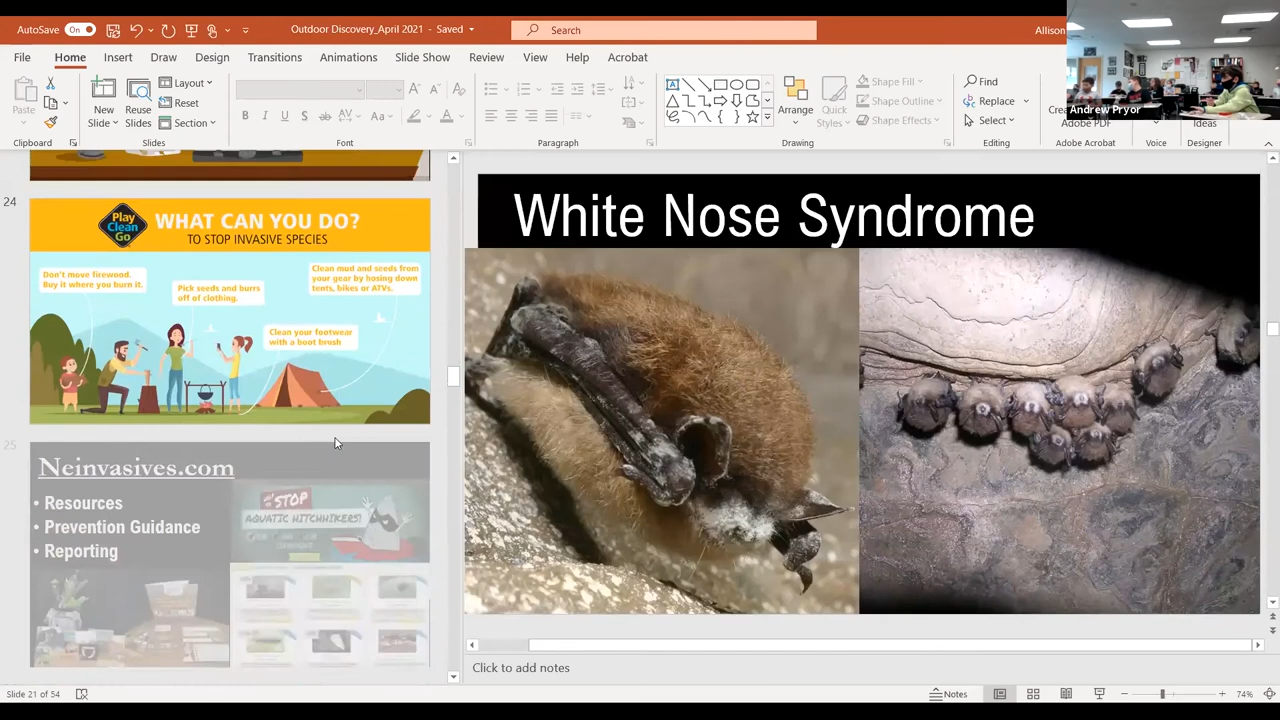 AutoSave On
Outdoor Discovery_April 2021 - Saved
Search
Allison
File Home Insert Draw Design Transitions Animations Slide Show Review View Help Acrobat
Paste
New Slide
Reuse Slides
Layout
Reset
Section
B I U S ab AV Aa
Arrange
Quick Styles
Shape Fill
Shape Outline
Shape Effects
Find
Replace
Select
Adobe PDF
Ideas
Clipboard Slides Font Paragraph Drawing Editing Adobe Acrobat Voice Designer
Andrew Pryor
24
Play Clean Go
WHAT CAN YOU DO?
TO STOP INVASIVE SPECIES
Don't move firewood.
Buy it where you burn it.
Pick seeds and burrs
off of clothing.
Clean mud and seeds from
your gear by hosing down
tents, bikes or ATVs.
Clean your footwear
with a boot brush
25
Neinvasives.com
• Resources
• Prevention Guidance
• Reporting
STOP
AQUATIC HITCHHIKERS!
White Nose Syndrome
Click to add notes
Slide 21 of 54
Notes
74%